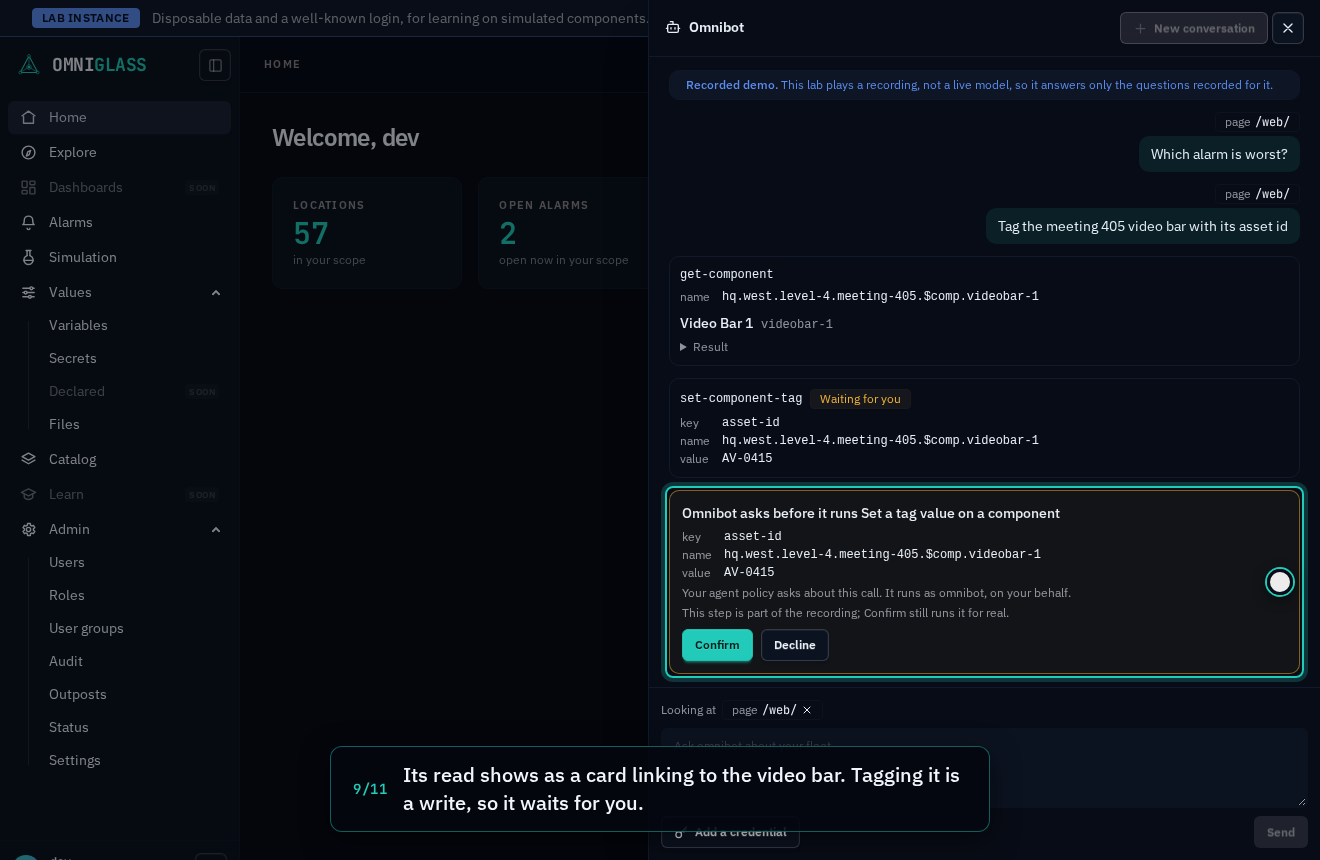 LAB INSTANCE Disposable data and a well-known login, for learning on simulated components.
OMNIGLASS
Home
Explore
Dashboards SOON
Alarms
Simulation
Values
Variables
Secrets
Declared SOON
Files
Catalog
Learn SOON
Admin
Users
Roles
User groups
Audit
Outposts
Status
Settings
HOME
Welcome, dev
LOCATIONS
57
in your scope
OPEN ALARMS
2
open now in your scope
Omnibot
New conversation
Recorded demo. This lab plays a recording, not a live model, so it answers only the questions recorded for it.
page /web/
Which alarm is worst?
page /web/
Tag the meeting 405 video bar with its asset id
get-component
name hq.west.level-4.meeting-405.$comp.videobar-1
Video Bar 1 videobar-1
Result
set-component-tag Waiting for you
key asset-id
name hq.west.level-4.meeting-405.$comp.videobar-1
value AV-0415
Omnibot asks before it runs Set a tag value on a component
key asset-id
name hq.west.level-4.meeting-405.$comp.videobar-1
value AV-0415
Your agent policy asks about this call. It runs as omnibot, on your behalf.
This step is part of the recording; Confirm still runs it for real.
Confirm Decline
Looking at page /web/
Ask omnibot about your fleet
Add a credential
Send
9/11 Its read shows as a card linking to the video bar. Tagging it is
a write, so it waits for you.